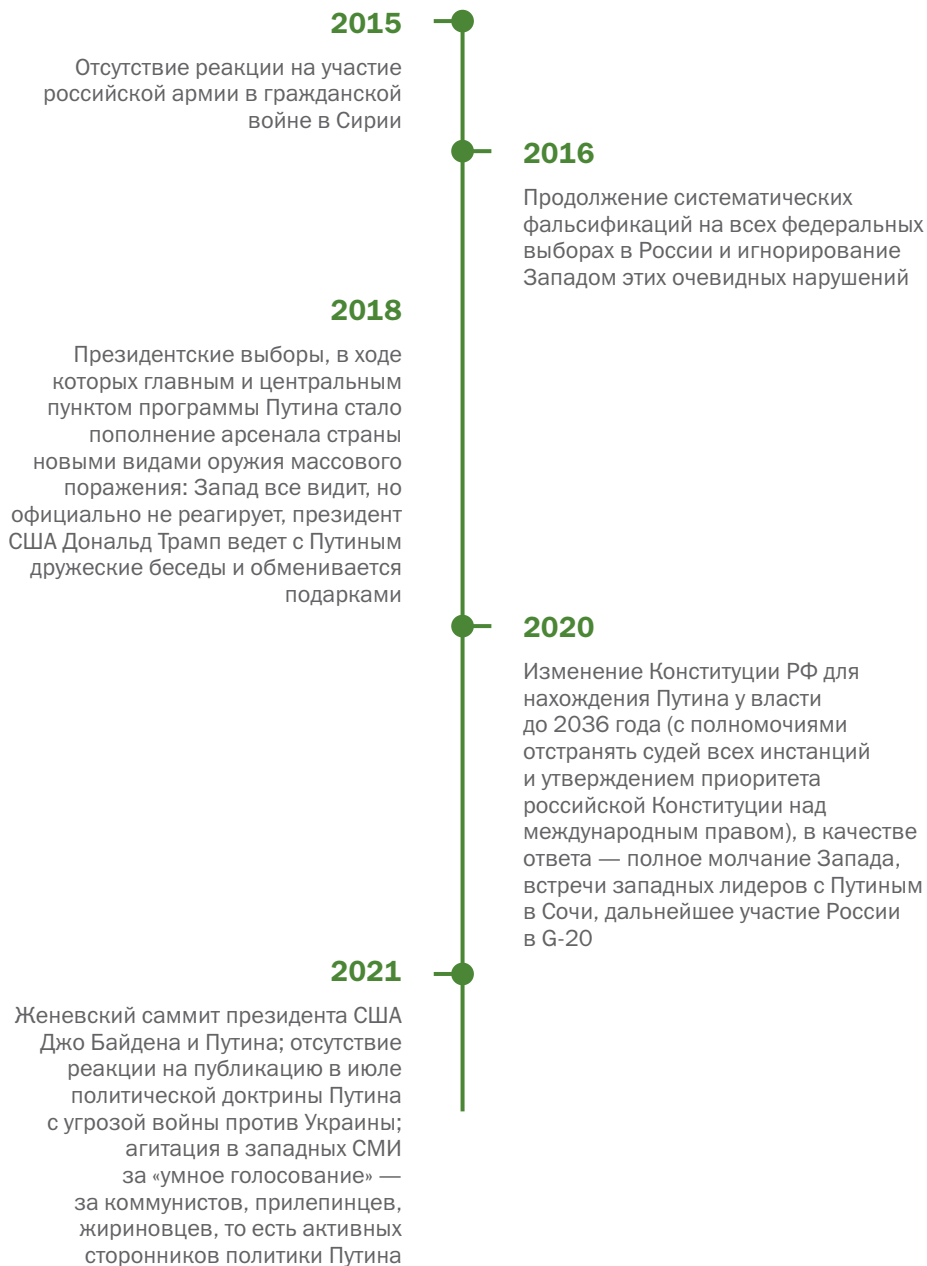 2015
Отсутствие реакции на участие
российской армии в гражданской
войне в Сирии
2016
Продолжение систематических
фальсификаций на всех федеральных
выборах в России и игнорирование
Западом этих очевидных нарушений
2018
Президентские выборы, в ходе
которых главным и центральным
пунктом программы Путина стало
пополнение арсенала страны
новыми видами оружия массового
поражения: Запад все видит, но
официально не реагирует, президент
США Дональд Трамп ведет с Путиным
дружеские беседы и обменивается
подарками
2020
Изменение Конституции РФ для
нахождения Путина у власти
до 2036 года (с полномочиями
отстранять судей всех инстанций
и утверждением приоритета
российской Конституции над
международным правом), в качестве
ответа — полное молчание Запада,
встречи западных лидеров с Путиным
в Сочи, дальнейшее участие России
в G-20
2021
Женевский саммит президента США
Джо Байдена и Путина; отсутствие
реакции на публикацию в июле
политической доктрины Путина
с угрозой войны против Украины;
агитация в западных СМИ
за «умное голосование» —
за коммунистов, прилепинцев,
жириновцев, то есть активных
сторонников политики Путина